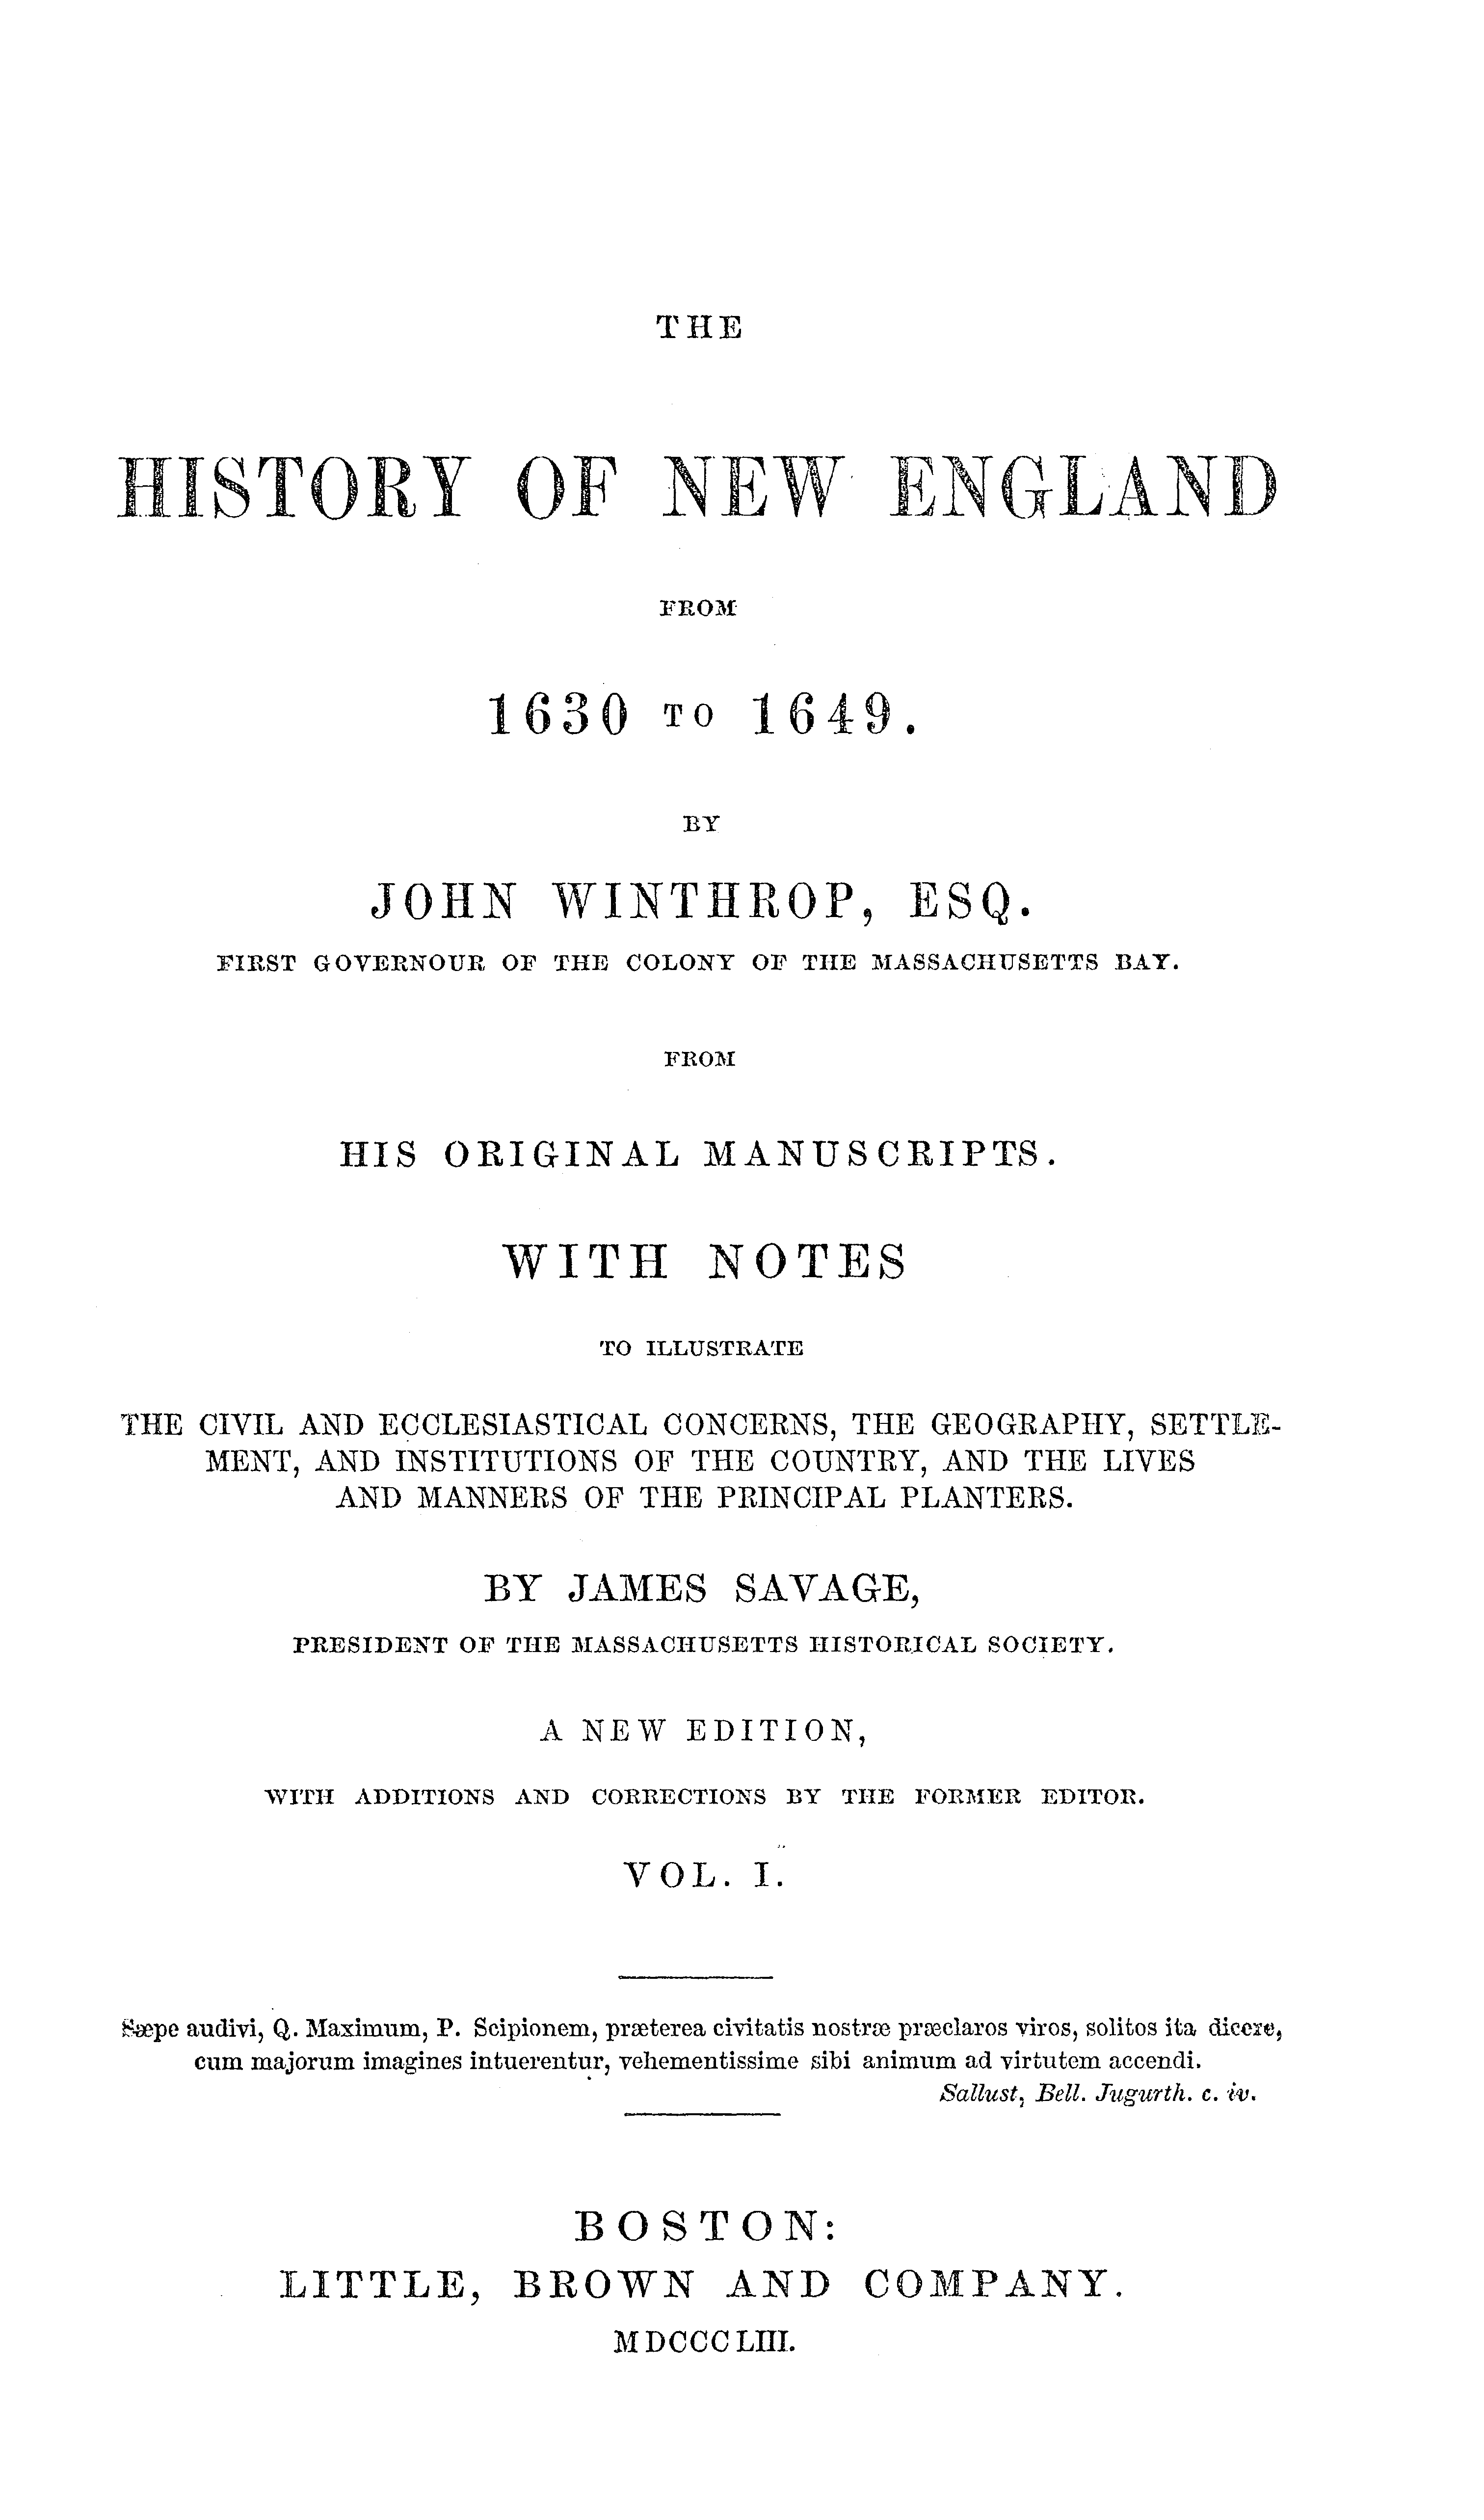 THE
HISTORY OF NEW ENGLAND
FROM
1630 TO 1649.
BY
JOHN WINTHROP, ESQ.
FIRST GOVERNOUR OF THE COLONY OF THE MASSACHUSETTS BAY.
FROM
HIS ORIGINAL MANUSCRIPTS.
WITH NOTES
TO ILLUSTRATE
THE CIVIL AND ECCLESIASTICAL CONCERNS, THE GEOGRAPHY, SETTLE-
MENT, AND INSTITUTIONS OF THE COUNTRY, AND THE LIVES
AND MANNERS OF THE PRINCIPAL PLANTERS.
BY JAMES SAVAGE,
PRESIDENT OF THE MASSACHUSETTS HISTORICAL SOCIETY.
A NEW EDITION,
WITH ADDITIONS AND CORRECTIONS BY THE FORMER EDITOR.
VOL. I.
Sæpe audivi, Q. Maximum, P. Scipionem, præterea civitatis nostræ præclaros viros, solitos ita dicere,
cum majorum imagines intuerentur, vehementissime sibi animum ad virtutem accendi.
Sallust, Bell. Jugurth. c. iv.
BOSTON:
LITTLE, BROWN AND COMPANY.
MDCCCLIII.